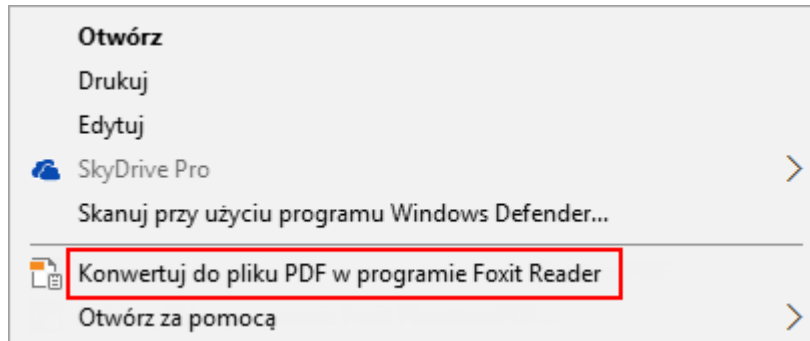 Otwórz
Drukuj
Edytuj
SkyDrive Pro
Skanuj przy użyciu programu Windows Defender...
Konwertuj do pliku PDF w programie Foxit Reader
Otwórz za pomocą